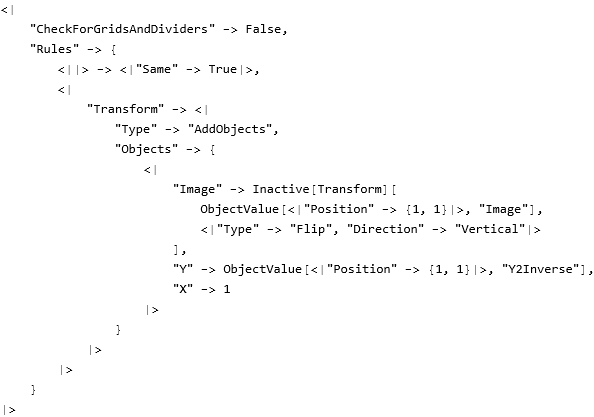 <|
    "CheckForGridsAndDividers" -> False,
    "Rules" -> {
        <||> -> <|"Same" -> True|>,
        <|
            "Transform" -> <|
                "Type" -> "AddObjects",
                "Objects" -> {
                    <|
                        "Image" -> Inactive[Transform][
                            ObjectValue[<|"Position" -> {1, 1}|>, "Image"],
                            <|"Type" -> "Flip", "Direction" -> "Vertical"|>
                        ],
                        "Y" -> ObjectValue[<|"Position" -> {1, 1}|>, "Y2Inverse"],
                        "X" -> 1
                    |>
                }
            |>
        |>
    }
|>